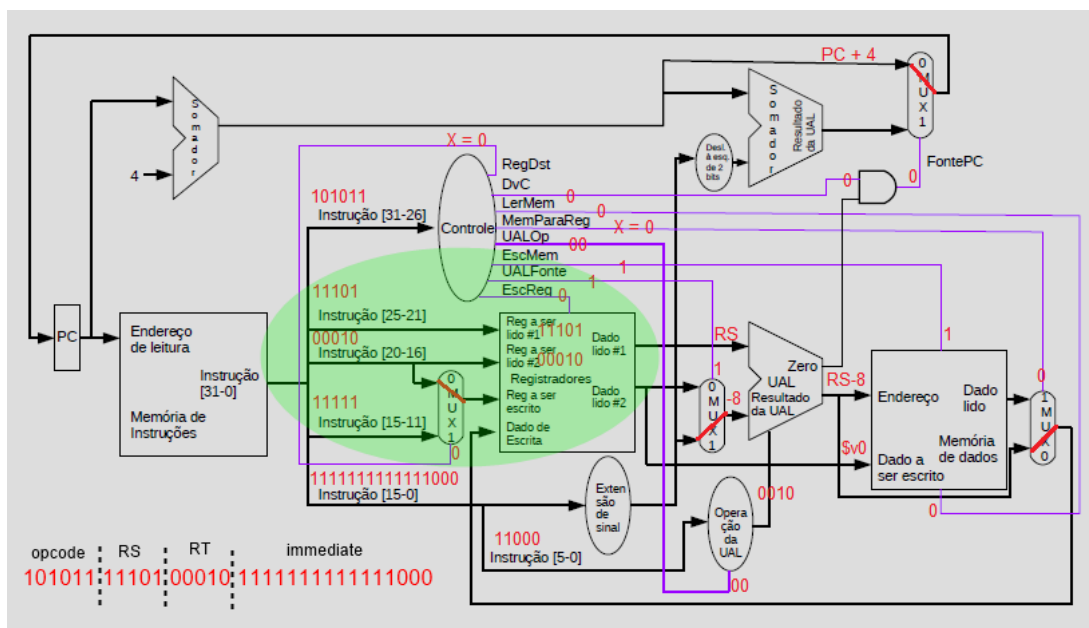 PC + 4
0
M
U
X
1
Somador
Somador
Resultado da UAL
4
X = 0
RegDst
DvC
0
LerMem
0
MemParaReg
X = 0
UALOp
00
EscMem
1
UALFonte
1
EscReg
0
Desl.
à esq.
de 2
bits
0
FontePC
0
101011
Instrução [31-26]
Controle
11101
Instrução [25-21]
00010
Instrução [20-16]
11111
Instrução [15-11]
1111111111111000
Instrução [15-0]
11000
Instrução [5-0]
PC
Endereço
de leitura
Instrução
[31-0]
Memória de
Instruções
0
M
U
X
1
0
Reg a ser
lido #1
11101
Reg a ser
lido #2
00010
Registradores
Reg a ser
escrito
Dado de
Escrita
Dado
lido #1
Dado
lido #2
RS
1
0
M
U
X
1
-8
Zero
UAL
Resultado
da UAL
RS-8
$v0
1
Endereço
Dado
lido
Memória
de dados
Dado a
ser escrito
0
0
1
M
U
X
0
Exten
são de
sinal
Opera
ção da
UAL
0010
00
opcode RS RT immediate
101011 11101 00010 1111111111111000